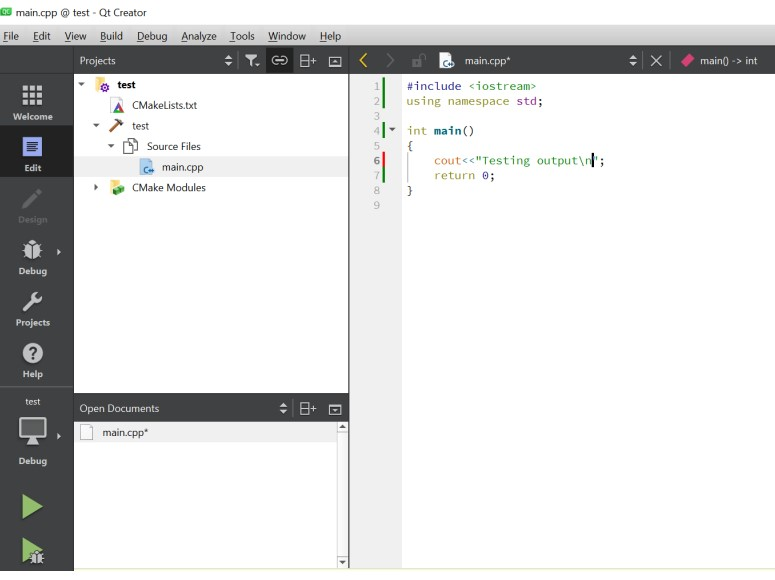 QC main.cpp @ test - Qt Creator
File Edit View Build Debug Analyze Tools Window Help
Projects
main.cpp*
main() -> int
Welcome
Edit
Design
Debug
Projects
Help
test
Debug
test
CMakeLists.txt
test
Source Files
main.cpp
CMake Modules
Open Documents
main.cpp*
1 #include <iostream>
2 using namespace std;
3
4 int main()
5 {
6 cout<<"Testing output\n";
7 return 0;
8 }
9